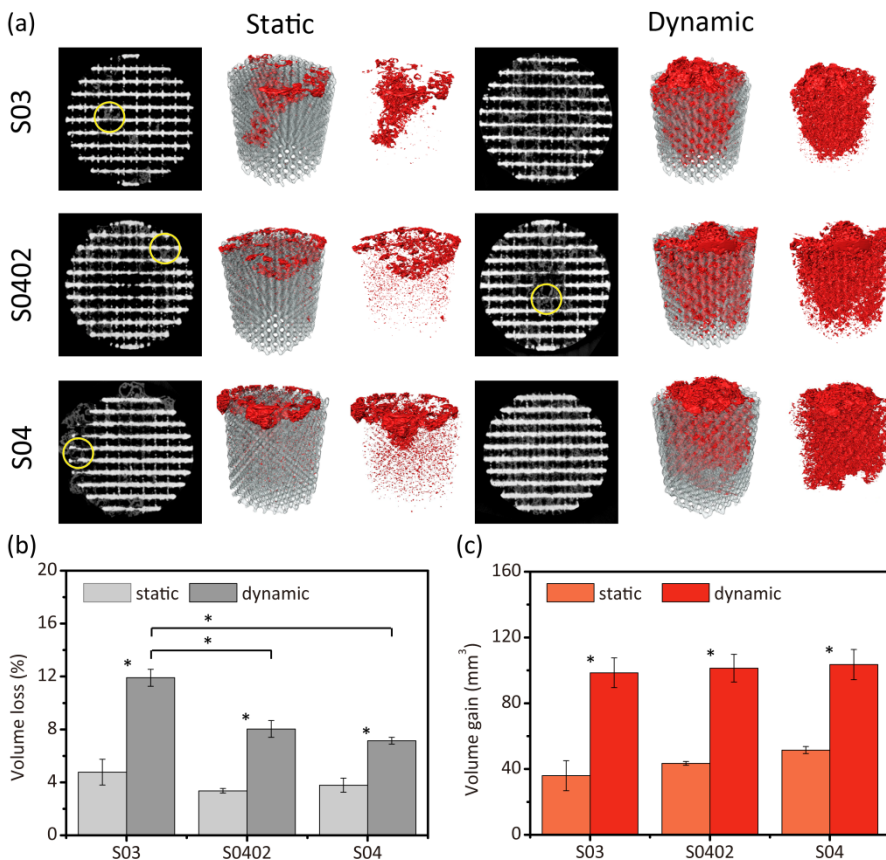 (a)
Static
Dynamic
S03
S0402
S04
(b)
20
16
12
8
4
0
Volume loss (%)
static
dynamic
*
*
*
*
*
S03
S0402
S04
(c)
160
120
80
40
0
Volume gain (mm³)
static
dynamic
*
*
*
S03
S0402
S04